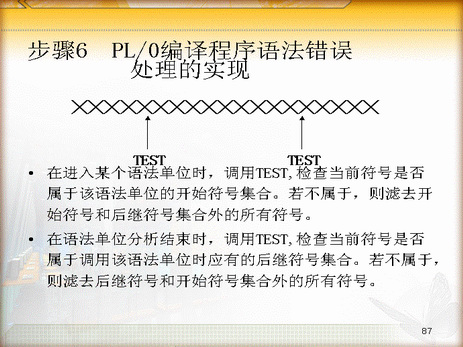 步骤6 PL/0编译程序语法错误
处理的实现
TEST TEST
• 在进入某个语法单位时，调用TEST,检查当前符号是否
属于该语法单位的开始符号集合。若不属于，则滤去开
始符号和后继符号集合外的所有符号。
• 在语法单位分析结束时，调用TEST,检查当前符号是否
属于调用该语法单位时应有的后继符号集合。若不属于，
则滤去后继符号和开始符号集合外的所有符号。
87